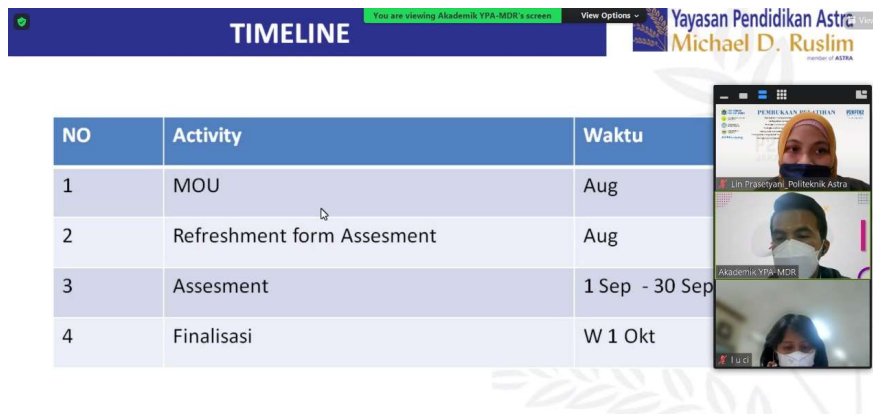 You are viewing Akademik YPA-MDR's screen
View Options
View
TIMELINE
Yayasan Pendidikan Astra
Michael D. Ruslim
member of ASTRA
NO Activity Waktu
1 MOU Aug
2 Refreshment form Assesment Aug
3 Assesment 1 Sep - 30 Sep
4 Finalisasi W 1 Okt
PEMBUKAAN PELATIHAN
Lin Prasetyani_Politeknik Astra
Akademik YPA-MDR
l u c i